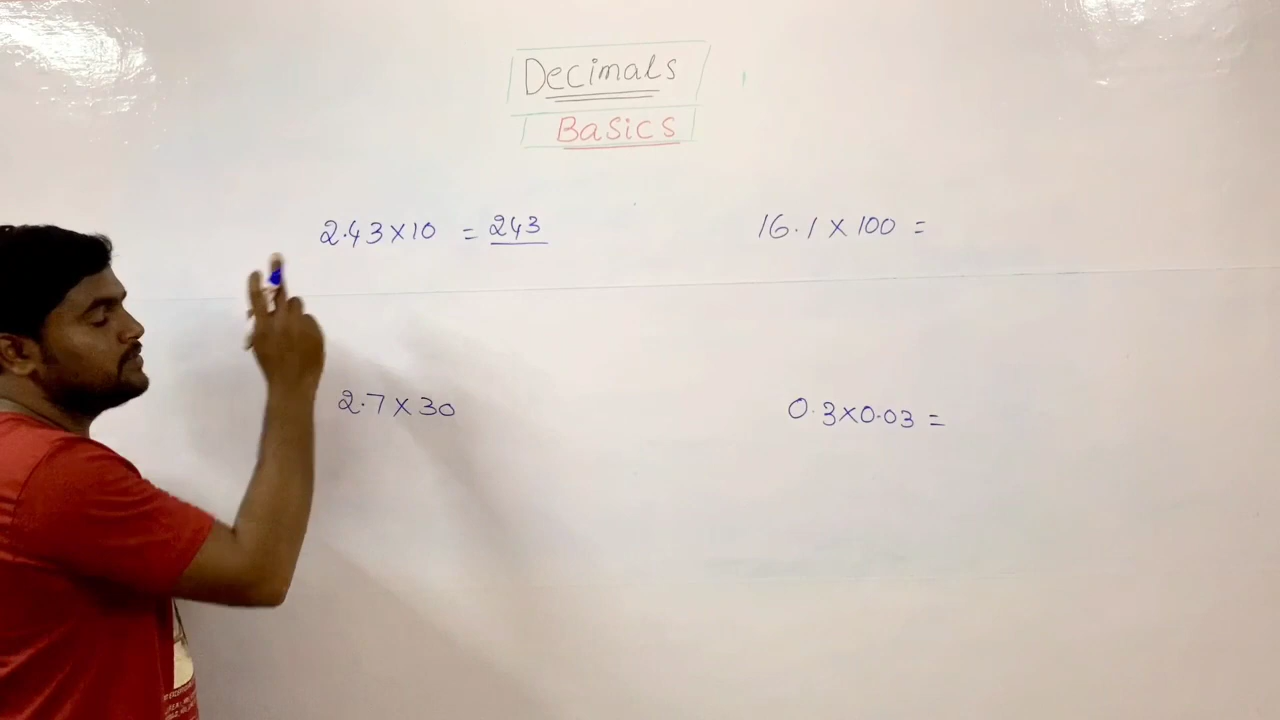 Decimals
Basics
2.43×10 = 243
16.1×100 =
2.7×30
0.3×0.03 =